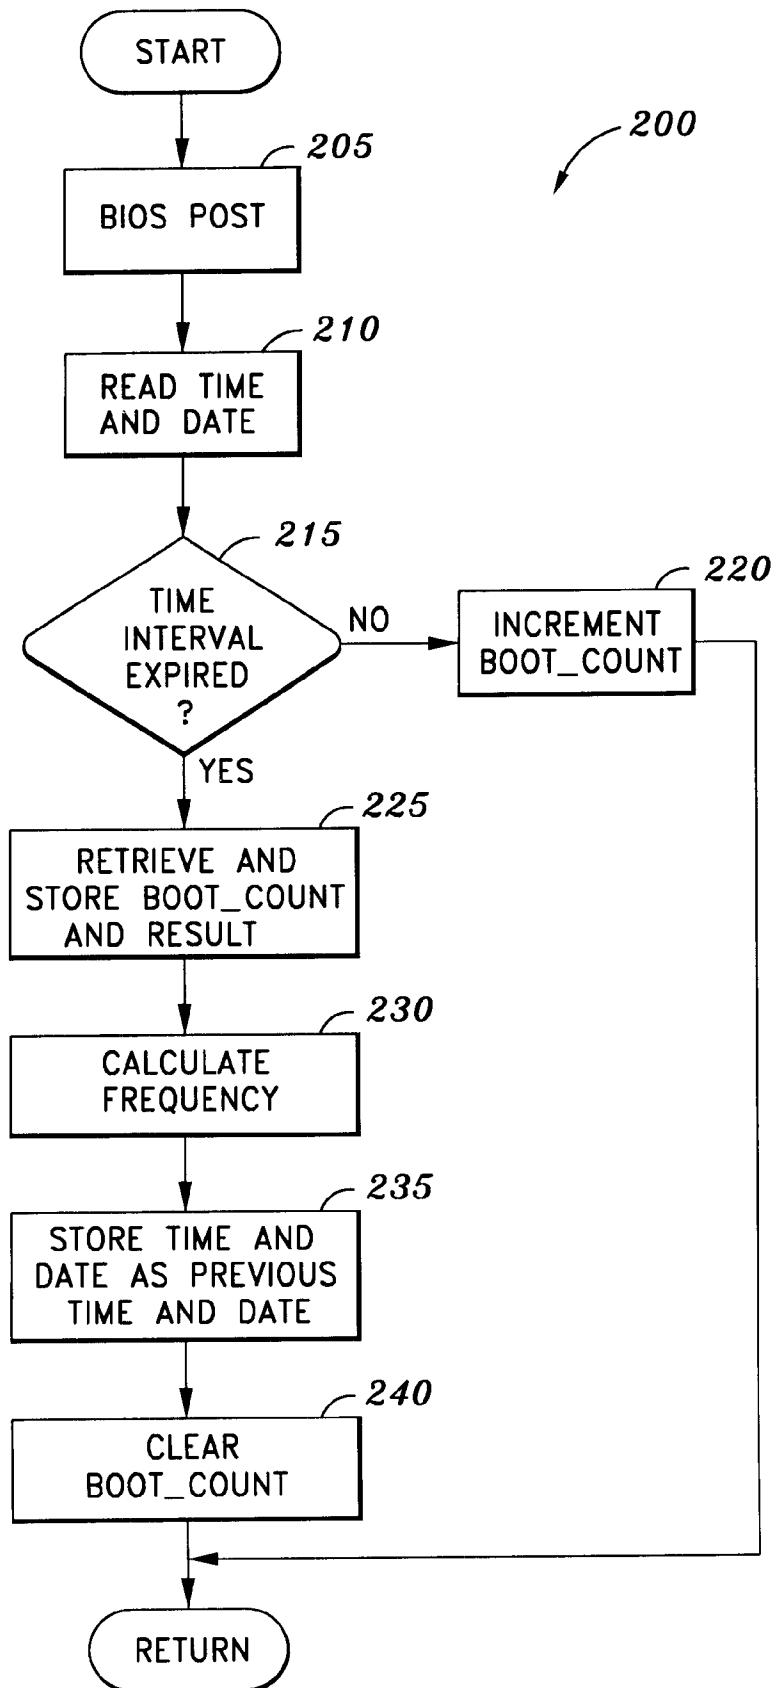 START
200
205
BIOS POST
210
READ TIME
AND DATE
215
TIME
INTERVAL
EXPIRED
?
NO
220
INCREMENT
BOOT_COUNT
YES
225
RETRIEVE AND
STORE BOOT_COUNT
AND RESULT
230
CALCULATE
FREQUENCY
235
STORE TIME AND
DATE AS PREVIOUS
TIME AND DATE
240
CLEAR
BOOT_COUNT
RETURN